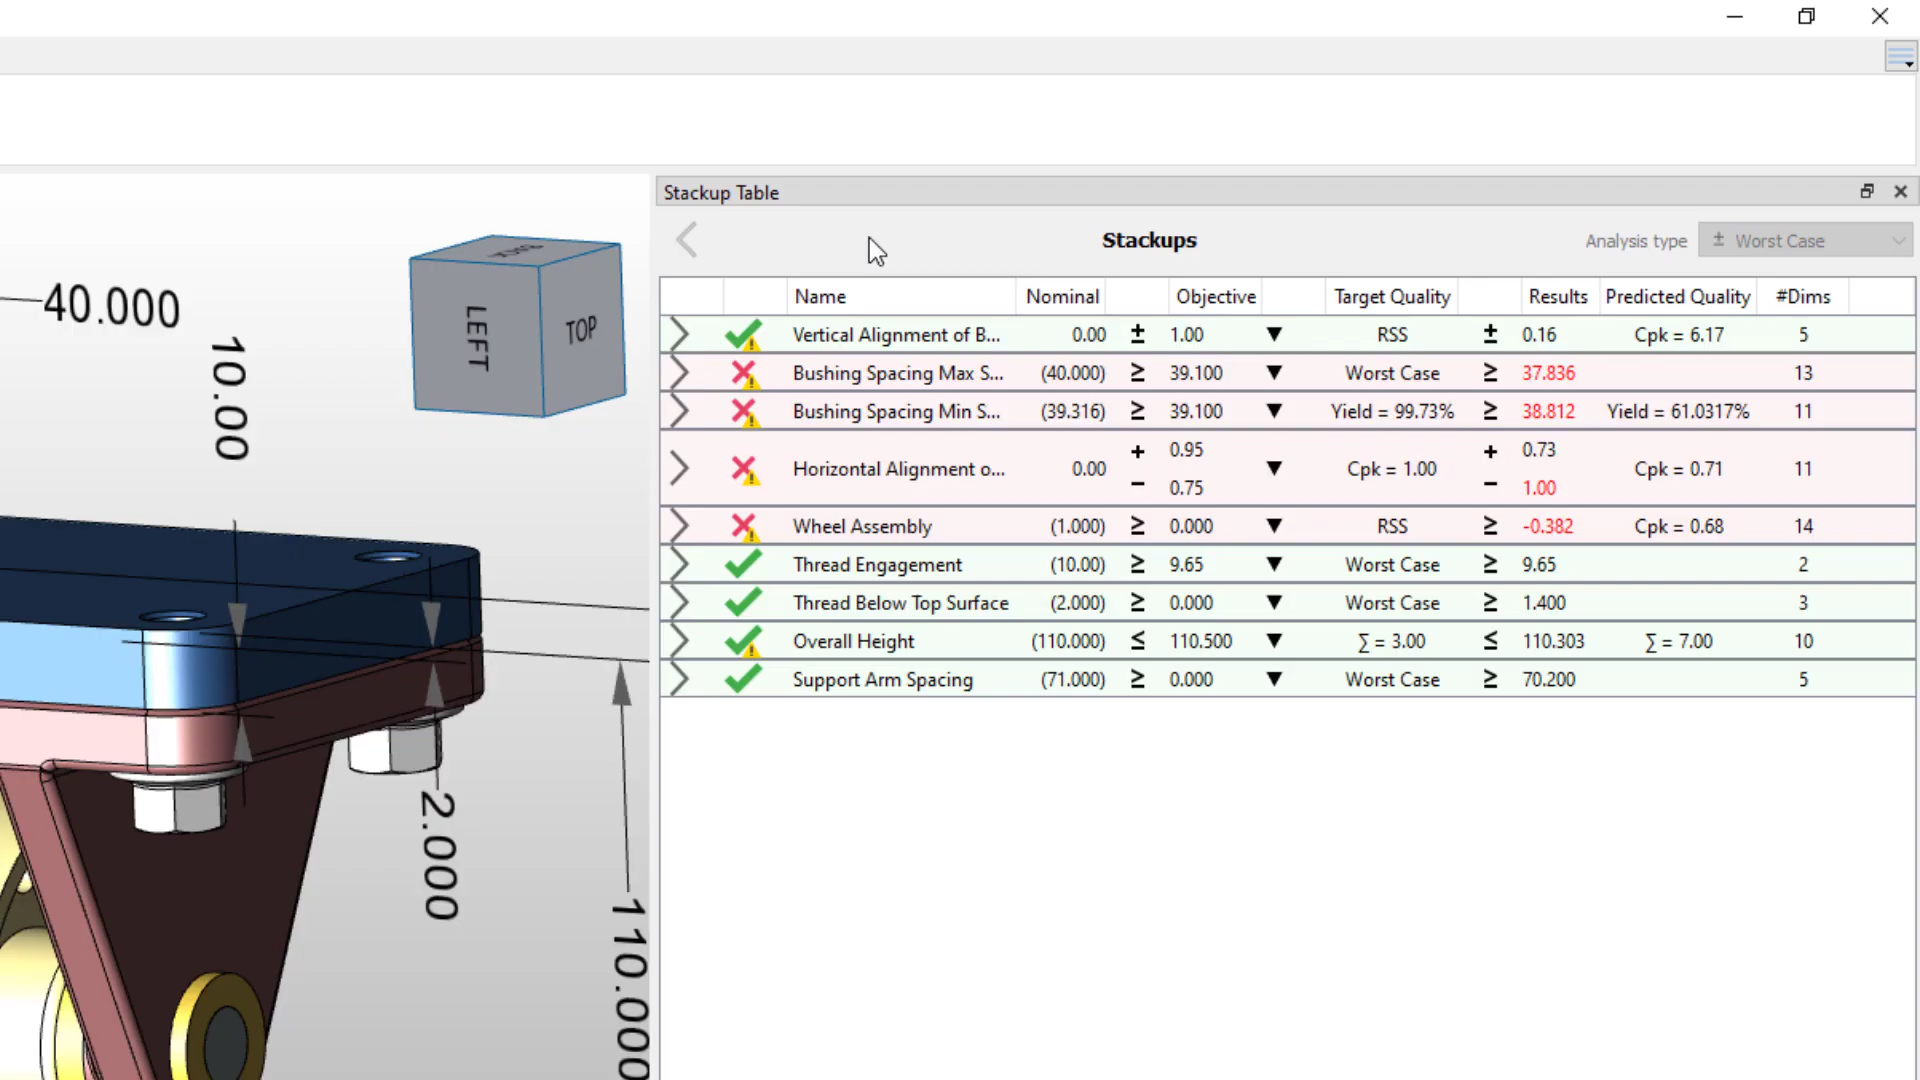 Stackup Table
Stackups
Analysis type ± Worst Case
Name Nominal Objective Target Quality Results Predicted Quality #Dims
Vertical Alignment of B... 0.00 ± 1.00 ▼ RSS ± 0.16 Cpk = 6.17 5
Bushing Spacing Max S... (40.000) ≥ 39.100 ▼ Worst Case ≥ 37.836 13
Bushing Spacing Min S... (39.316) ≥ 39.100 ▼ Yield = 99.73% ≥ 38.812 Yield = 61.0317% 11
+ 0.95 + 0.73
Horizontal Alignment o... 0.00 ▼ Cpk = 1.00 Cpk = 0.71 11
− 0.75 − 1.00
Wheel Assembly (1.000) ≥ 0.000 ▼ RSS ≥ -0.382 Cpk = 0.68 14
Thread Engagement (10.00) ≥ 9.65 ▼ Worst Case ≥ 9.65 2
Thread Below Top Surface (2.000) ≥ 0.000 ▼ Worst Case ≥ 1.400 3
Overall Height (110.000) ≤ 110.500 ▼ ∑ = 3.00 ≤ 110.303 ∑ = 7.00 10
Support Arm Spacing (71.000) ≥ 0.000 ▼ Worst Case ≥ 70.200 5
40.000
10.00
LEFT
TOP
2.000
110.000